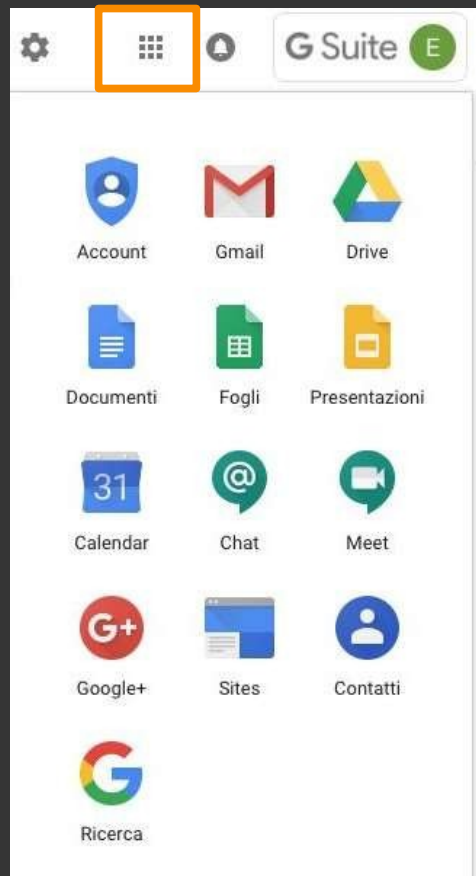 G Suite E
Account Gmail Drive
Documenti Fogli Presentazioni
31
Calendar Chat Meet
G+
Google+ Sites Contatti
G
Ricerca